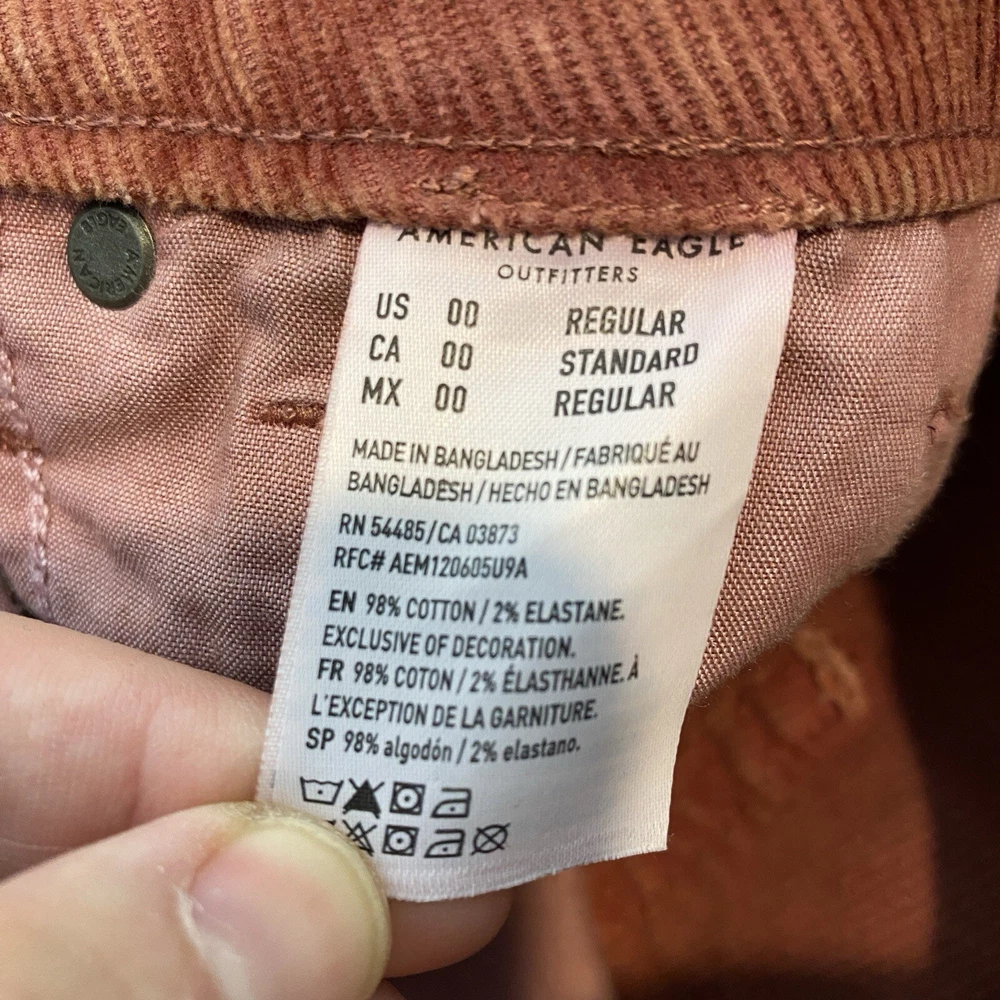 AMERICAN EAGLE
AMERICAN EAGLE
OUTFITTERS
US 00 REGULAR
CA 00 STANDARD
MX 00 REGULAR
MADE IN BANGLADESH / FABRIQUÉ AU
BANGLADESH / HECHO EN BANGLADESH
RN 54485 / CA 03873
RFC# AEM120605U9A
EN 98% COTTON / 2% ELASTANE.
EXCLUSIVE OF DECORATION.
FR 98% COTON / 2% ÉLASTHANNE. À
L'EXCEPTION DE LA GARNITURE.
SP 98% algodón / 2% elastano.